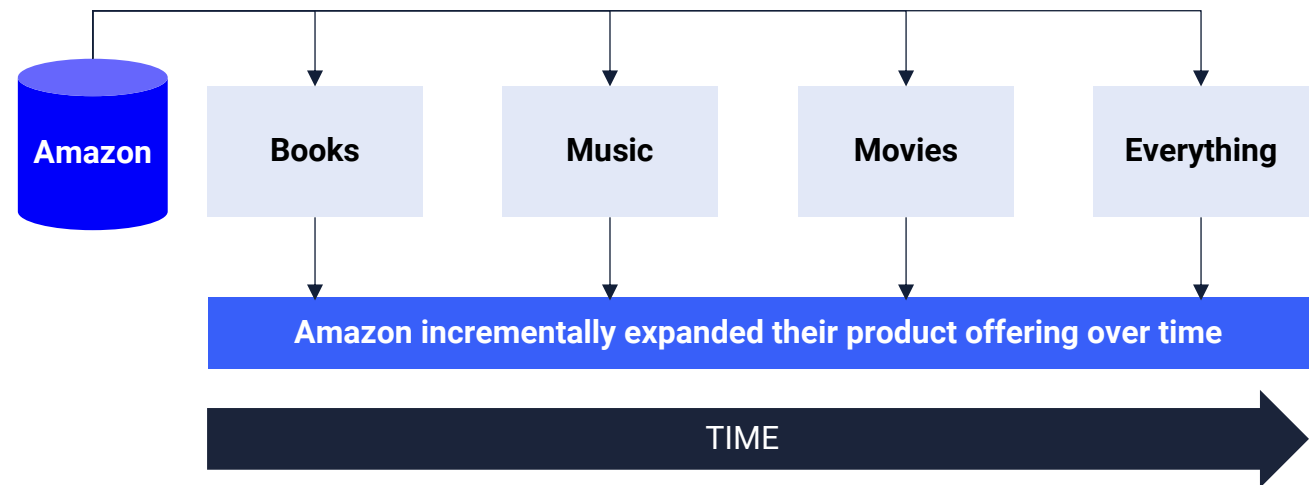 Amazon
Books
Music
Movies
Everything
Amazon incrementally expanded their product offering over time
TIME